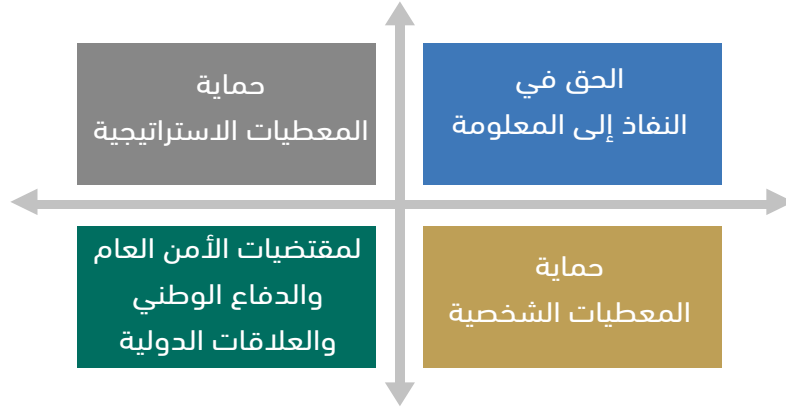 الحق في
النفاذ إلى المعلومة
حماية
المعطيات الاستراتيجية
حماية
المعطيات الشخصية
لمقتضيات الأمن العام
والدفاع الوطني
والعلاقات الدولية